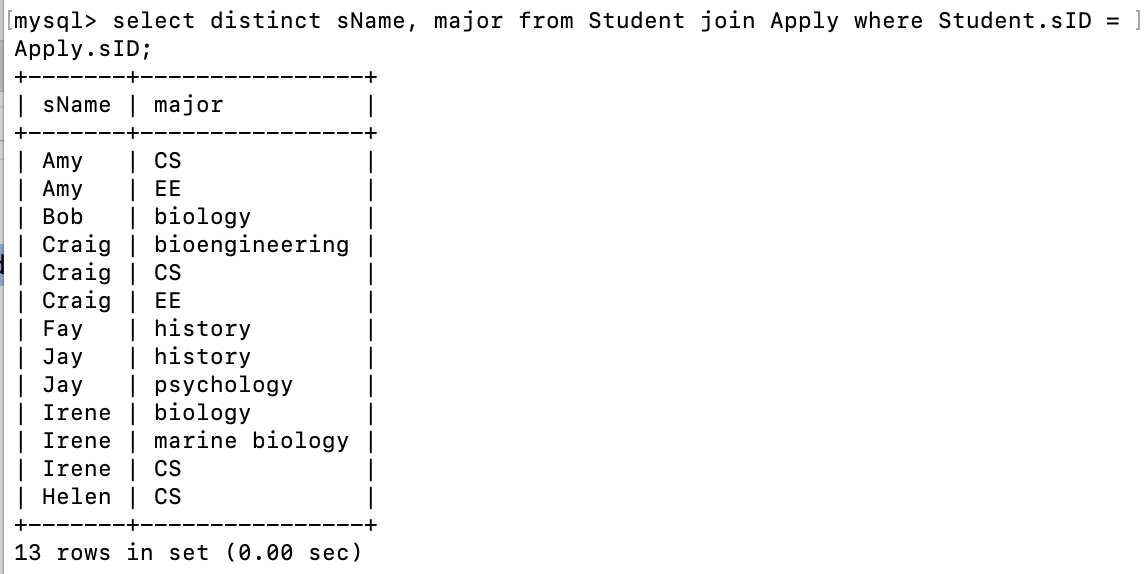 [mysql> select distinct sName, major from Student join Apply where Student.sID = ]
Apply.sID;
+-------+----------------+
| sName | major          |
+-------+----------------+
| Amy   | CS             |
| Amy   | EE             |
| Bob   | biology        |
| Craig | bioengineering |
| Craig | CS             |
| Craig | EE             |
| Fay   | history        |
| Jay   | history        |
| Jay   | psychology     |
| Irene | biology        |
| Irene | marine biology |
| Irene | CS             |
| Helen | CS             |
+-------+----------------+
13 rows in set (0.00 sec)